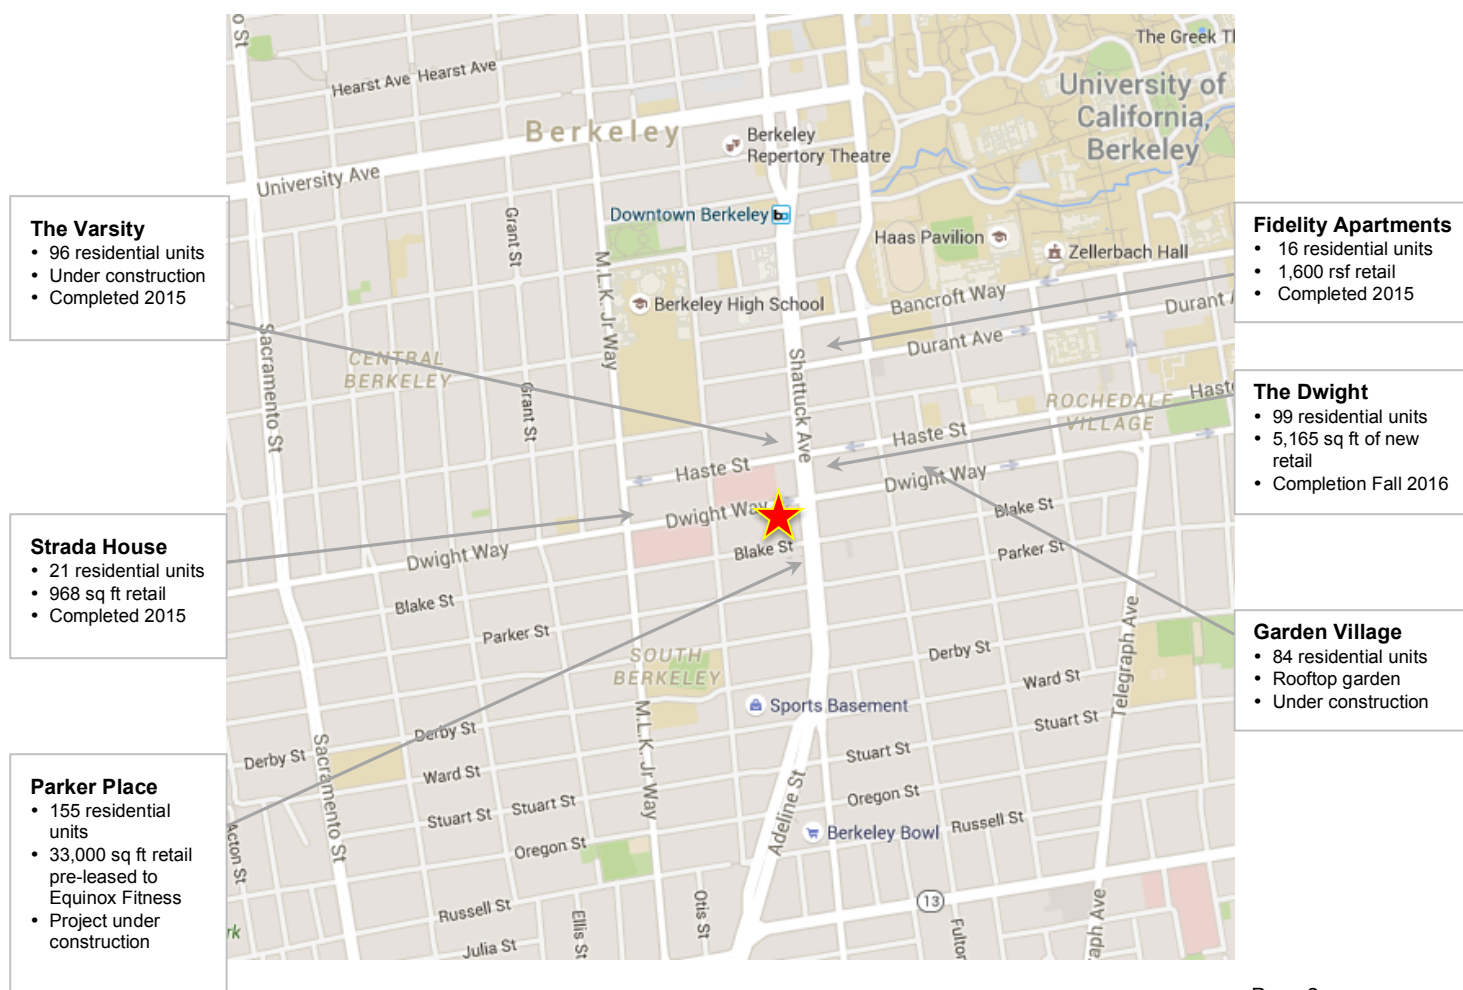 The Varsity
• 96 residential units
• Under construction
• Completed 2015
Strada House
• 21 residential units
• 968 sq ft retail
• Completed 2015
Parker Place
• 155 residential
units
• 33,000 sq ft retail
pre-leased to
Equinox Fitness
• Project under
construction
Fidelity Apartments
• 16 residential units
• 1,600 rsf retail
• Completed 2015
The Dwight
• 99 residential units
• 5,165 sq ft of new
retail
• Completion Fall 2016
Garden Village
• 84 residential units
• Rooftop garden
• Under construction
The Greek
Hearst Ave
Hearst Ave
University of
California,
Berkeley
Berkeley
Berkeley
Repertory Theatre
University Ave
Downtown Berkeley
Grant St
M.L.K. Jr Way
Haas Pavilion
Zellerbach Hall
Berkeley High School
Bancroft Way
Durant
Durant Ave
Sacramento St
CENTRAL
BERKELEY
Shattuck Ave
Grant St
ROCHEDALE
VILLAGE
Haste
Haste St
Haste St
Dwight Way
Dwight Way
Dwight Way
Blake St
Blake St
Blake St
Parker St
Parker St
SOUTH
BERKELEY
Derby St
Ward St
Telegraph Ave
Sports Basement
Stuart St
Stuart St
Derby St
Derby St
Ward St
Stuart St
Stuart St
M.L.K. Jr Way
Sacramento St
Adeline St
Oregon St
Oregon St
Berkeley Bowl
Russell St
Acton St
Russell St
Julia St
Ellis St
Otis St
13
Fulton
aph Ave
o St
rk